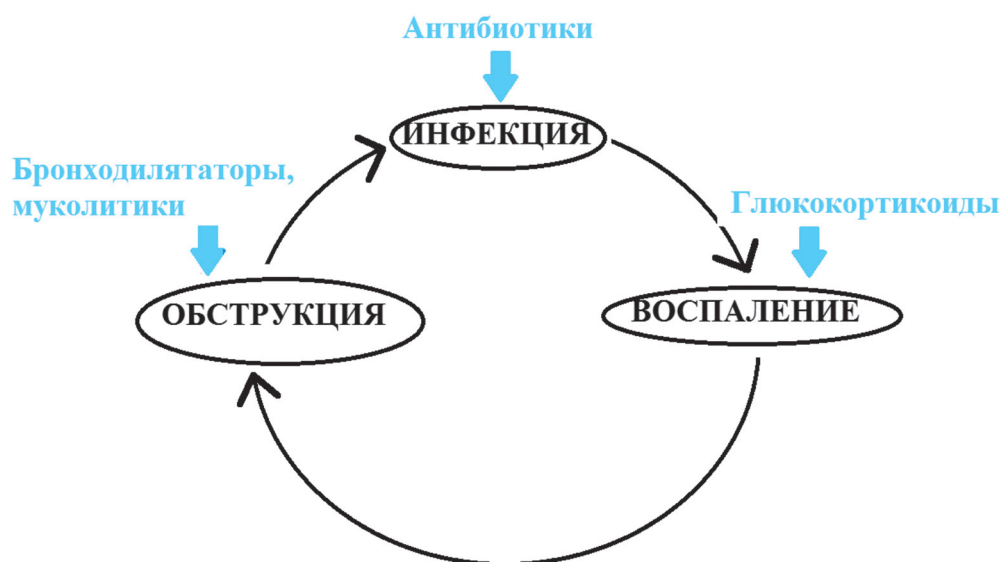 Антибиотики
ИНФЕКЦИЯ
Бронходилятаторы,
муколитики
Глюкокортикоиды
ОБСТРУКЦИЯ
ВОСПАЛЕНИЕ